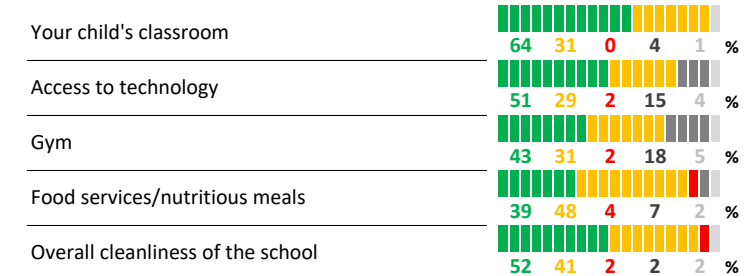 Your child's classroom
64 31 0 4 1 %
Access to technology
51 29 2 15 4 %
Gym
43 31 2 18 5 %
Food services/nutritious meals
39 48 4 7 2 %
Overall cleanliness of the school
52 41 2 2 2 %